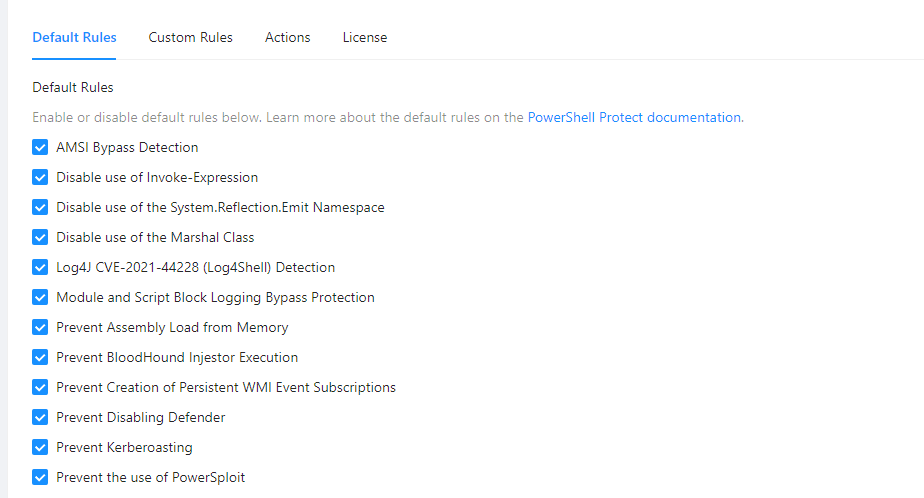 Default Rules Custom Rules Actions License
Default Rules
Enable or disable default rules below. Learn more about the default rules on the PowerShell Protect documentation.
AMSI Bypass Detection
Disable use of Invoke-Expression
Disable use of the System.Reflection.Emit Namespace
Disable use of the Marshal Class
Log4J CVE-2021-44228 (Log4Shell) Detection
Module and Script Block Logging Bypass Protection
Prevent Assembly Load from Memory
Prevent BloodHound Injestor Execution
Prevent Creation of Persistent WMI Event Subscriptions
Prevent Disabling Defender
Prevent Kerberoasting
Prevent the use of PowerSploit